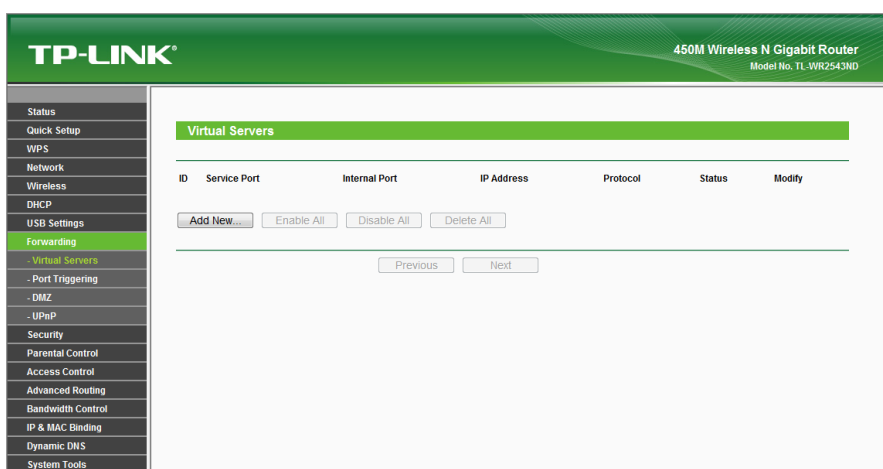 TP-LINK®
450M Wireless N Gigabit Router
Model No. TL-WR2543ND
Status
Quick Setup
WPS
Network
Wireless
DHCP
USB Settings
Forwarding
- Virtual Servers
- Port Triggering
- DMZ
- UPnP
Security
Parental Control
Access Control
Advanced Routing
Bandwidth Control
IP & MAC Binding
Dynamic DNS
System Tools
Virtual Servers
ID Service Port Internal Port IP Address Protocol Status Modify
Add New... Enable All Disable All Delete All
Previous Next